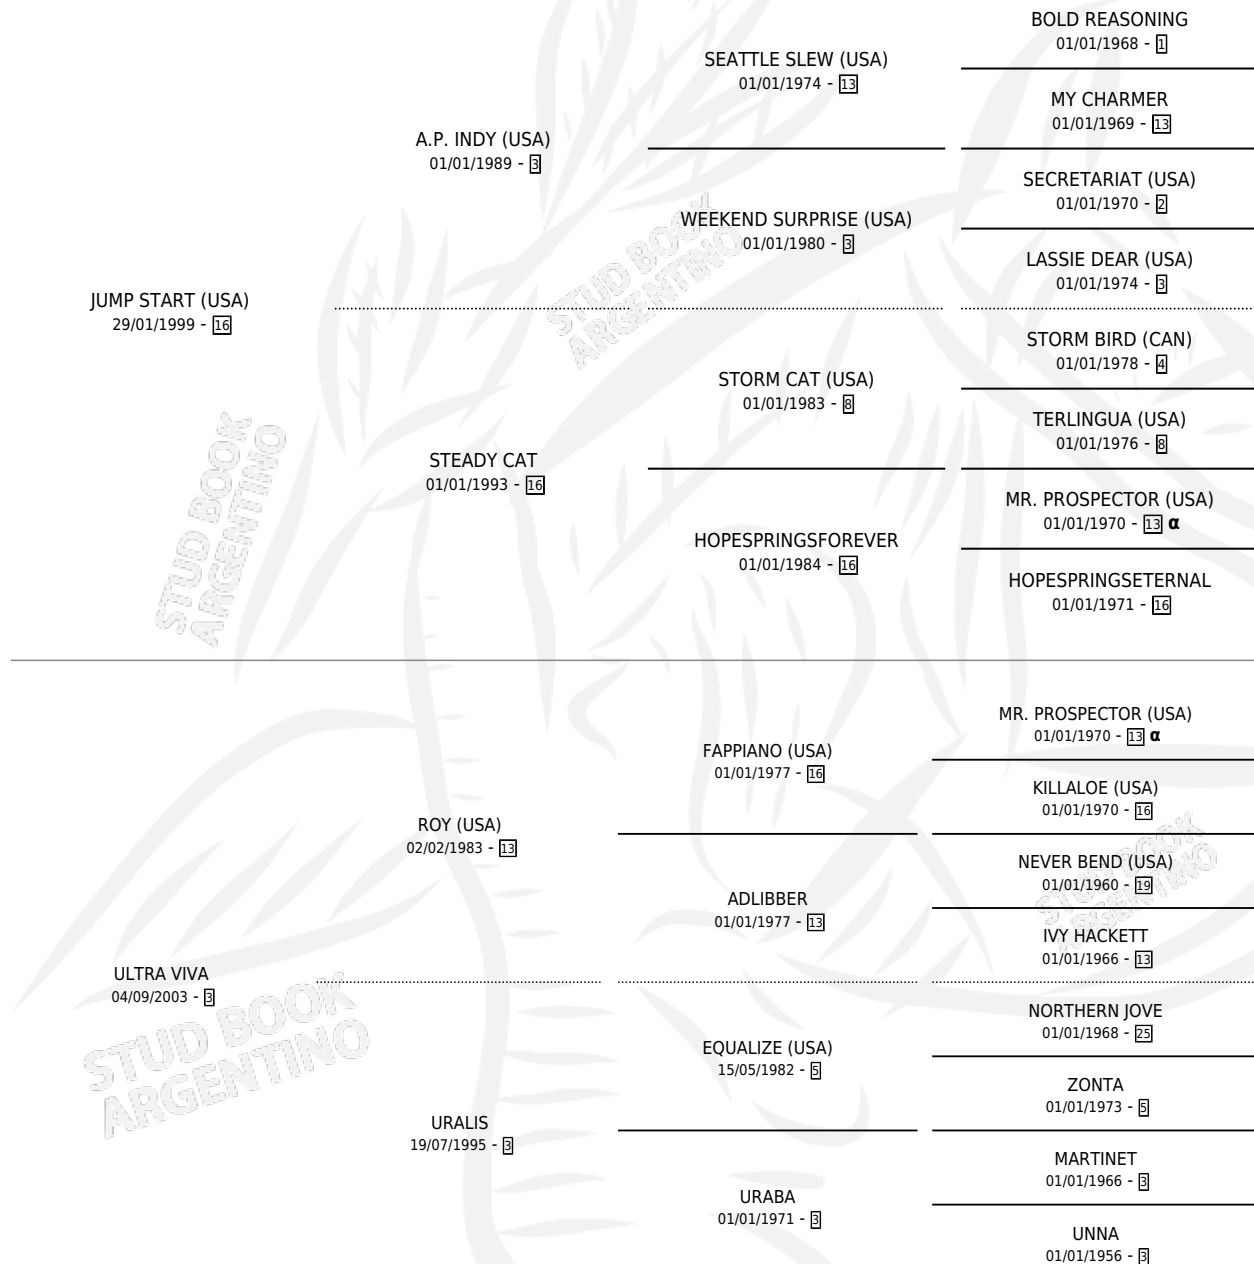 JUMP START (USA)
29/01/1999 - 16
A.P. INDY (USA)
01/01/1989 - 3
SEATTLE SLEW (USA)
01/01/1974 - 13
BOLD REASONING
01/01/1968 - 1
MY CHARMER
01/01/1969 - 13
WEEKEND SURPRISE (USA)
01/01/1980 - 3
SECRETARIAT (USA)
01/01/1970 - 2
LASSIE DEAR (USA)
01/01/1974 - 3
STEADY CAT
01/01/1993 - 16
STORM CAT (USA)
01/01/1983 - 8
STORM BIRD (CAN)
01/01/1978 - 4
TERLINGUA (USA)
01/01/1976 - 8
HOPESPRINGSFOREVER
01/01/1984 - 16
MR. PROSPECTOR (USA)
01/01/1970 - 13 α
HOPESPRINGSETERNAL
01/01/1971 - 16
ULTRA VIVA
04/09/2003 - 3
ROY (USA)
02/02/1983 - 13
FAPPIANO (USA)
01/01/1977 - 16
MR. PROSPECTOR (USA)
01/01/1970 - 13 α
KILLALOE (USA)
01/01/1970 - 16
ADLIBBER
01/01/1977 - 13
NEVER BEND (USA)
01/01/1960 - 19
IVY HACKETT
01/01/1966 - 13
URALIS
19/07/1995 - 3
EQUALIZE (USA)
15/05/1982 - 5
NORTHERN JOVE
01/01/1968 - 25
ZONTA
01/01/1973 - 5
URABA
01/01/1971 - 3
MARTINET
01/01/1966 - 3
UNNA
01/01/1956 - 3
STUD BOOK
ARGENTINO
STUD BOOK
ARGENTINO
STUD BOOK
ARGENTINO
STUD BOOK
ARGENTINO